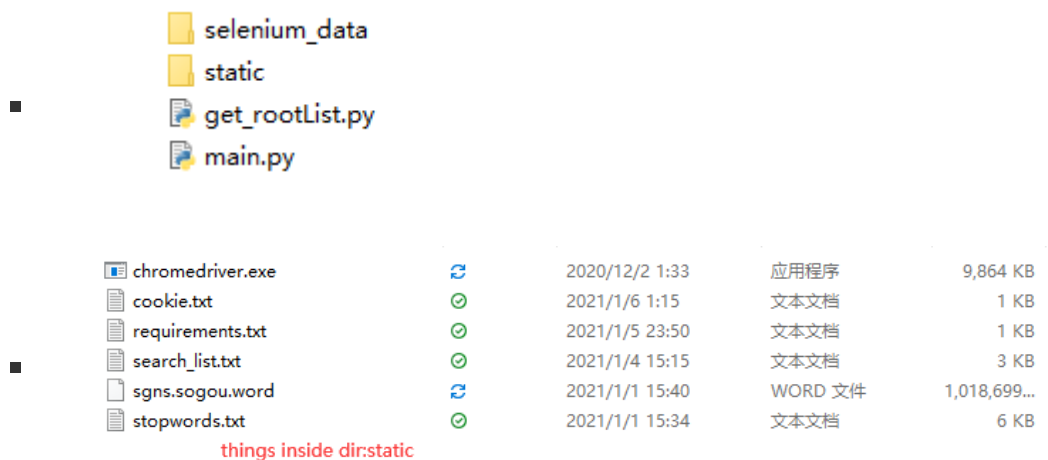 selenium_data
static
get_rootList.py
main.py
chromedriver.exe 2020/12/2 1:33 应用程序 9,864 KB
cookie.txt 2021/1/6 1:15 文本文档 1 KB
requirements.txt 2021/1/5 23:50 文本文档 1 KB
search_list.txt 2021/1/4 15:15 文本文档 3 KB
sgns.sogou.word 2021/1/1 15:40 WORD 文件 1,018,699...
stopwords.txt 2021/1/1 15:34 文本文档 6 KB
things inside dir:static